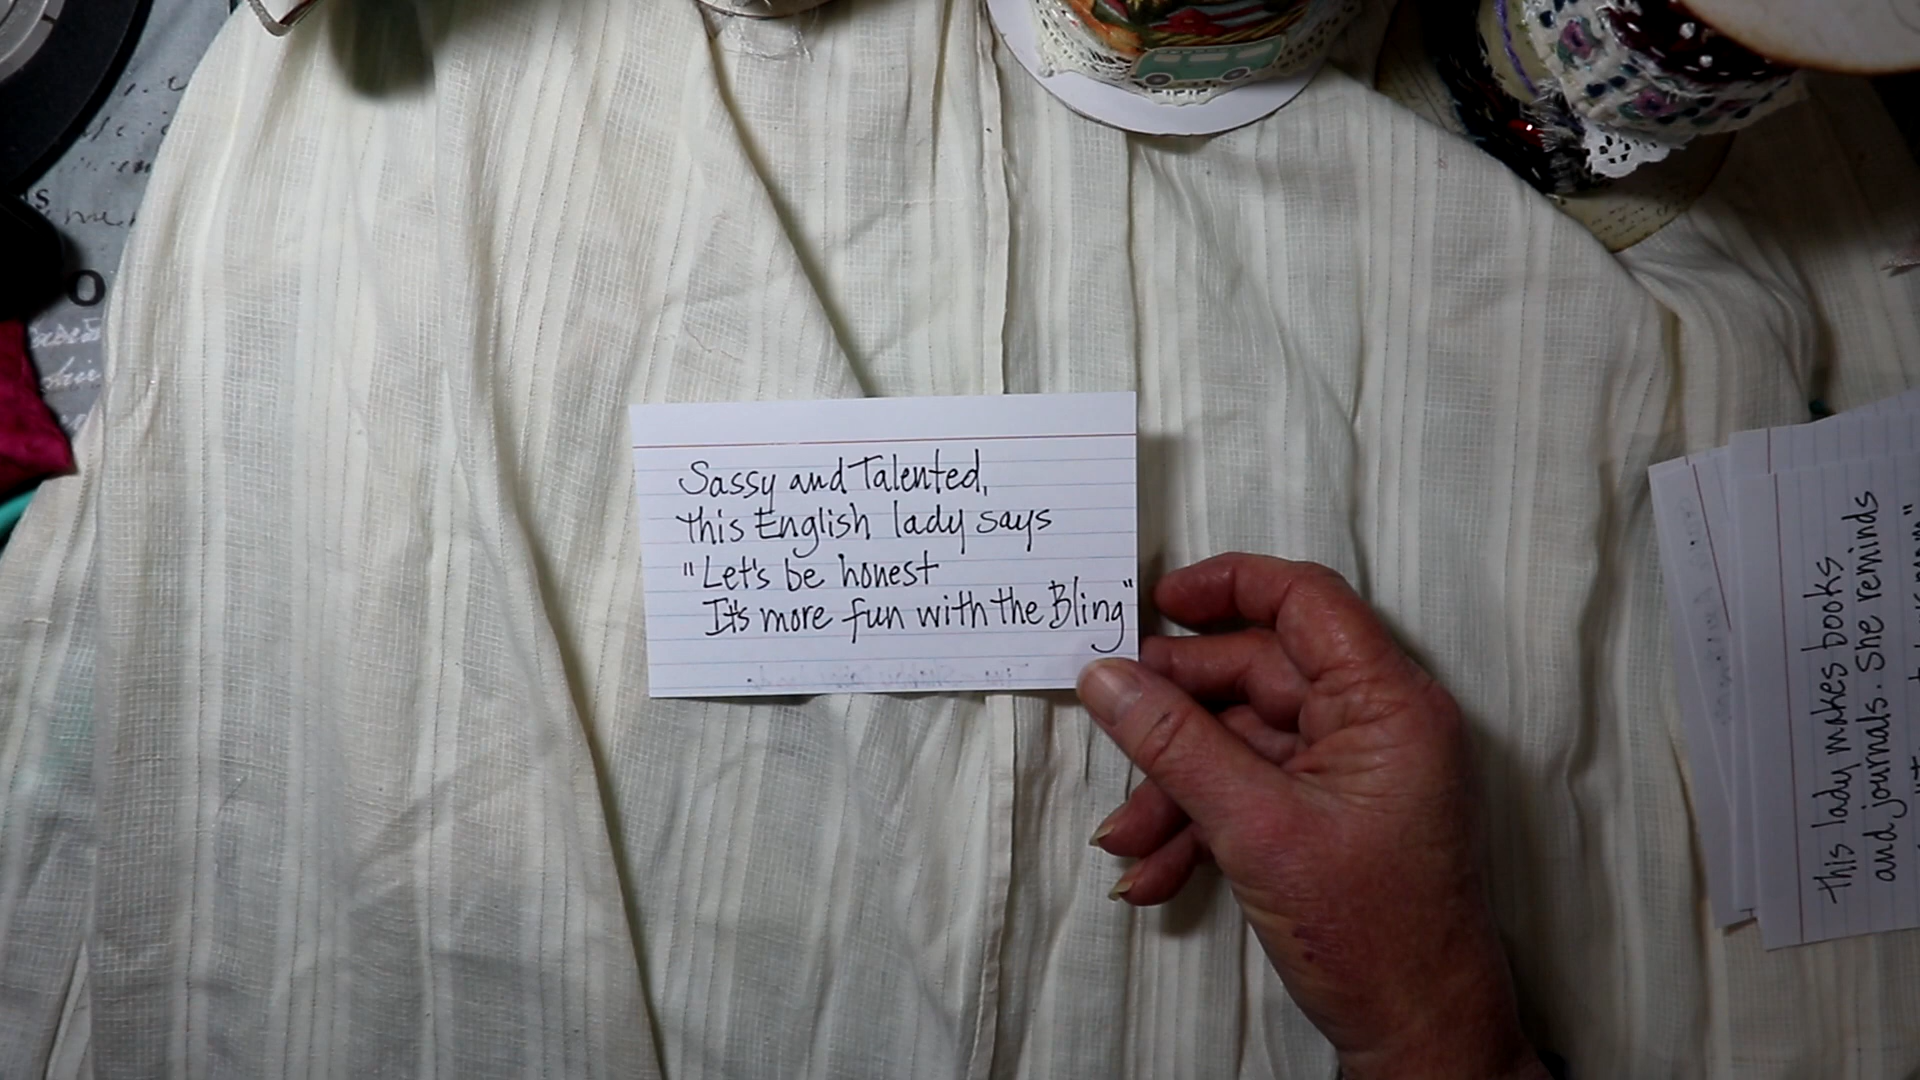 Sassy and Talented,
this English lady says
"Let's be honest
It's more fun with the Bling"
this lady makes books
and journals. She reminds